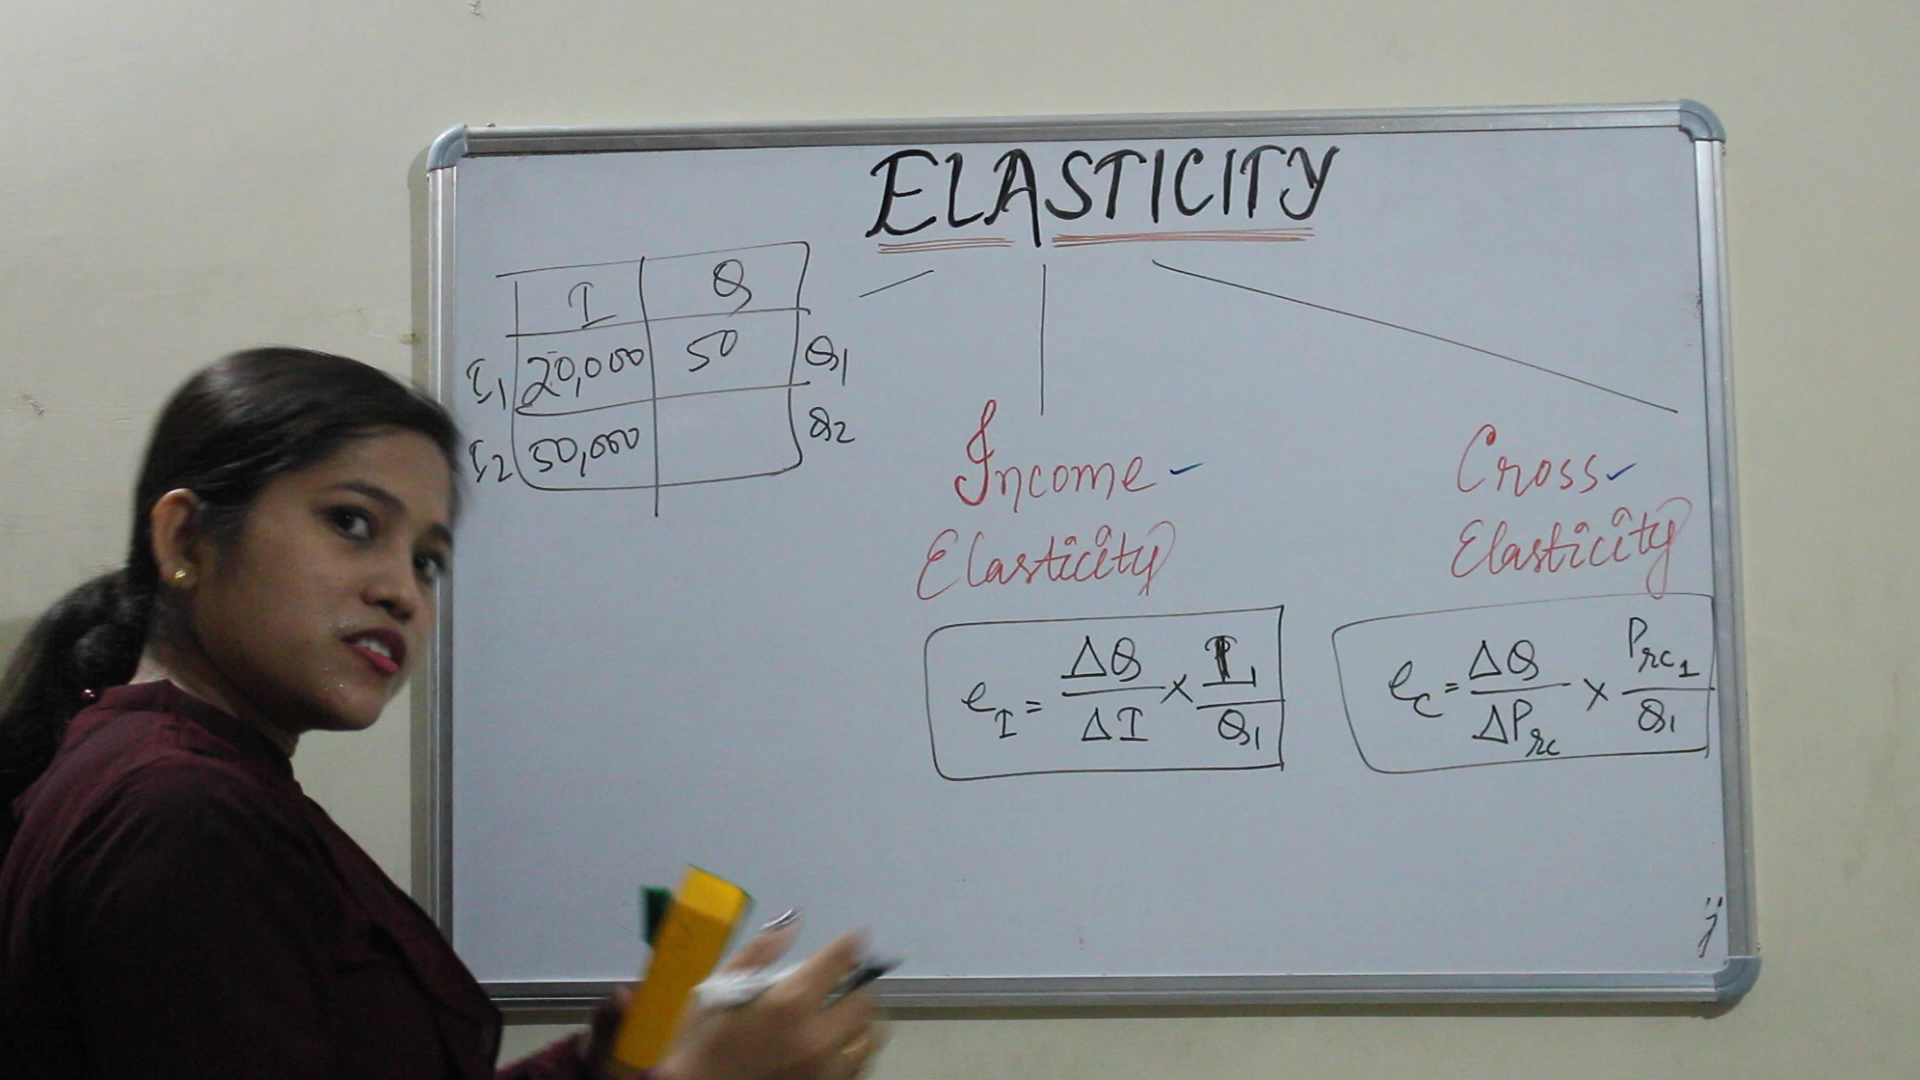 ELASTICITY
I Q
I1 20,000 50 Q1
I2 50,000 Q2
Income
Elasticity
eI = ΔQ/ΔI × I1/Q1
Cross
Elasticity
ec = ΔQ/ΔPrc × Prc1/Q1